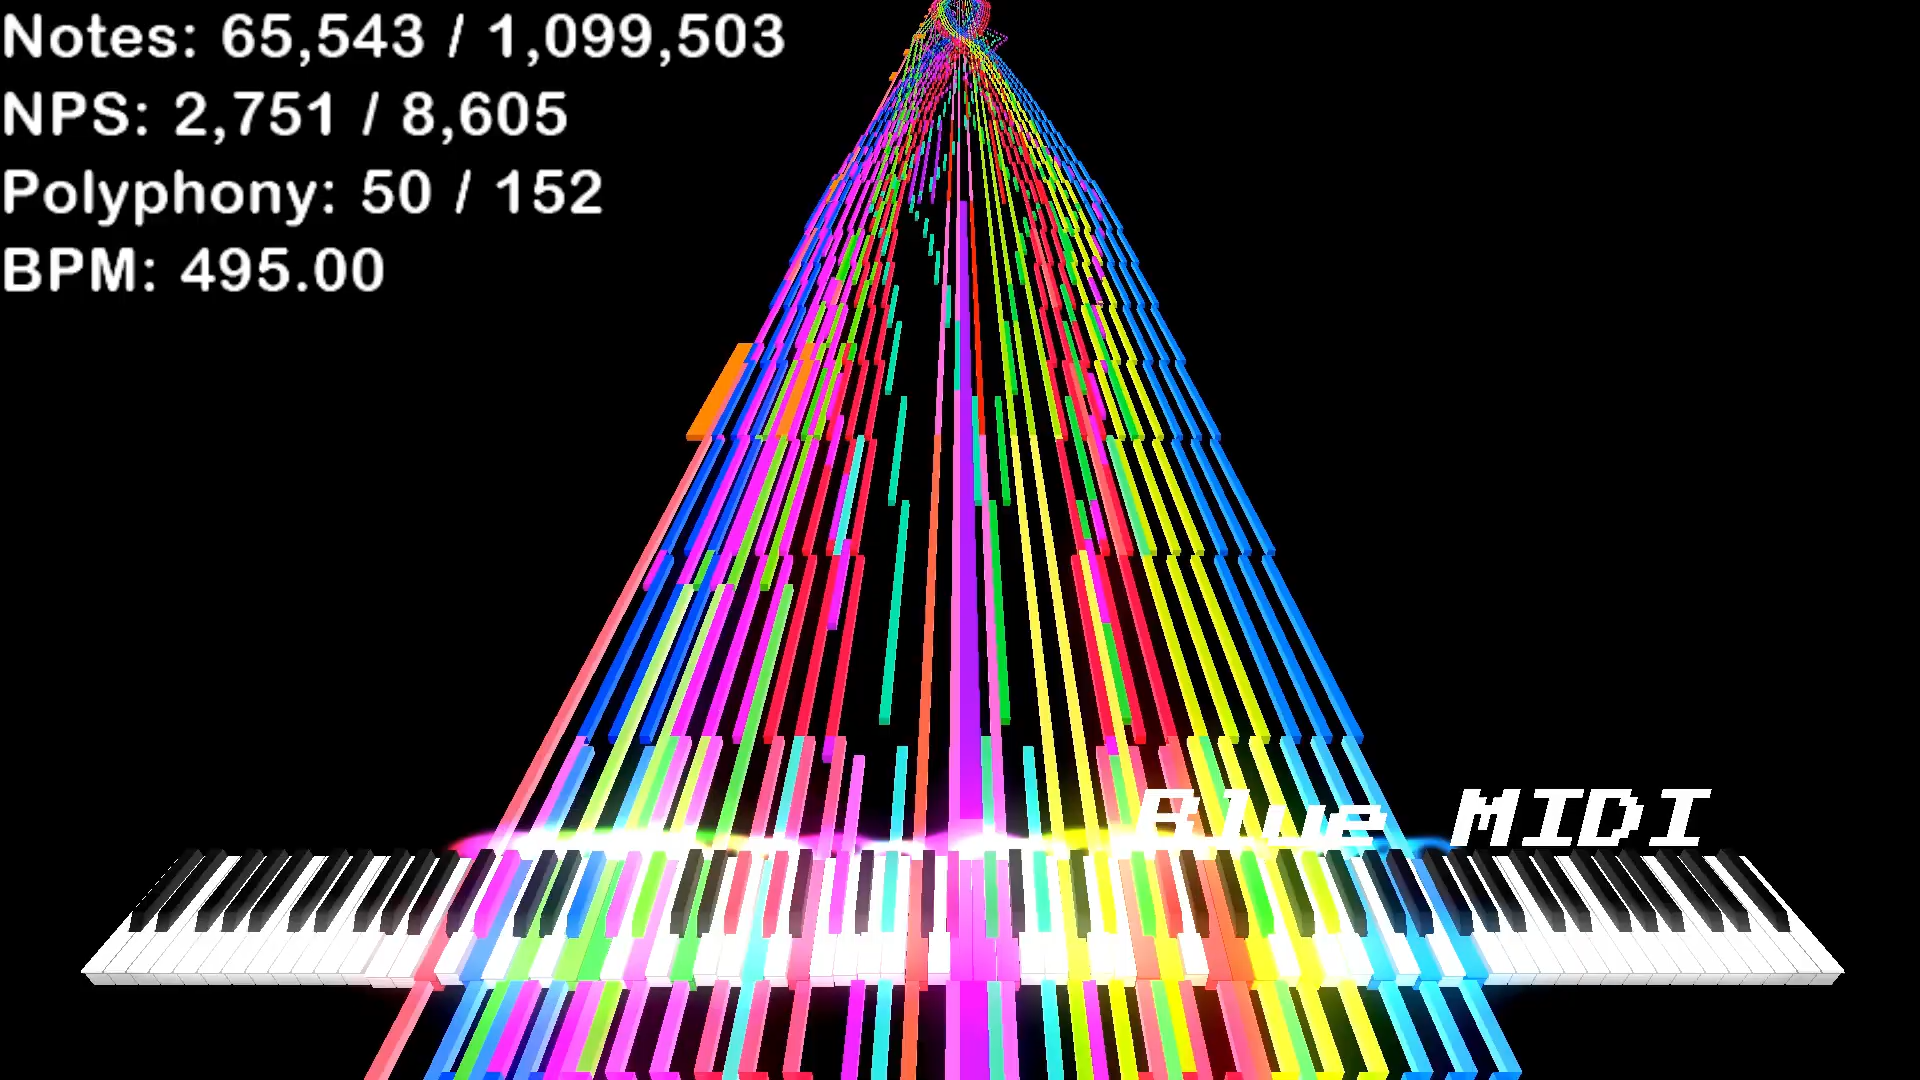 Notes: 65,543 / 1,099,503
NPS: 2,751 / 8,605
Polyphony: 50 / 152
BPM: 495.00
Blue MIDI